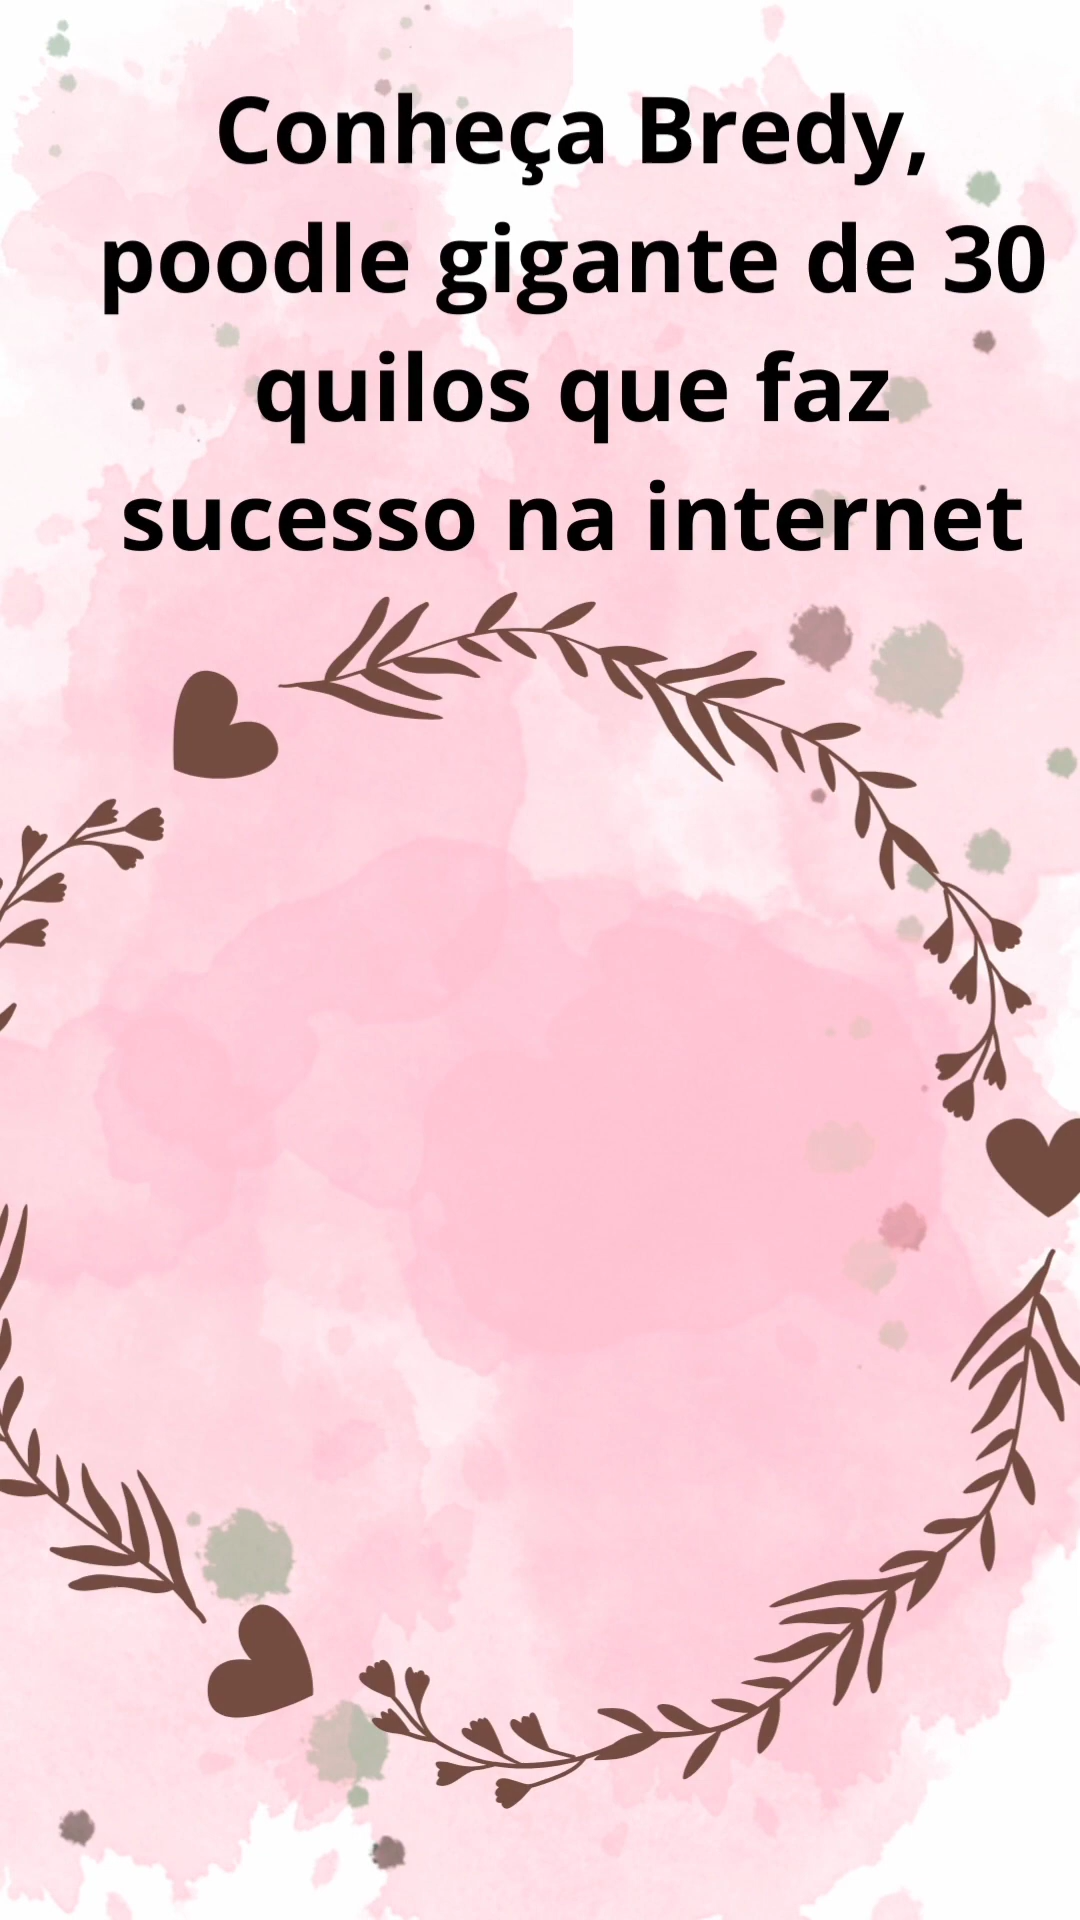 Conheça Bredy,
poodle gigante de 30
quilos que faz
sucesso na internet